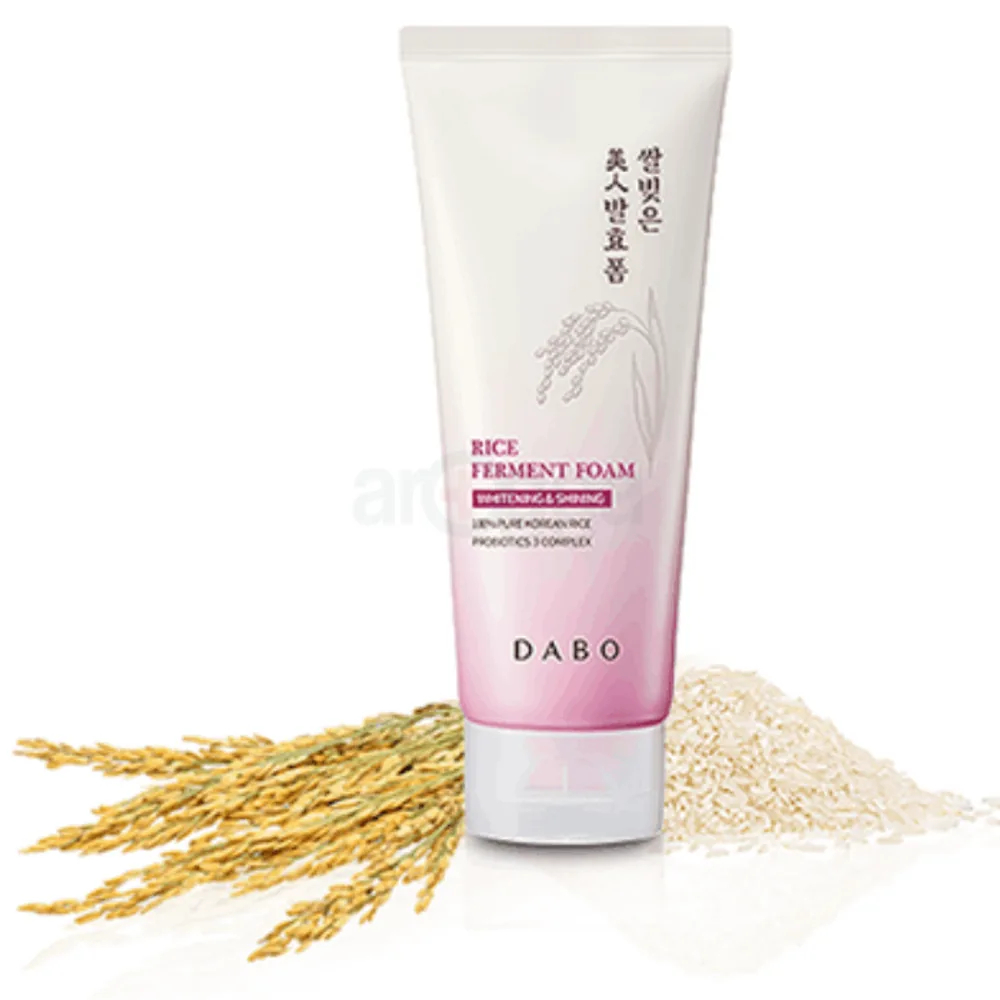 쌀빚은
美人발효폼
RICE
FERMENT FOAM
WHITENING & SHINING
100% PURE KOREAN RICE
PROBIOTICS 3 COMPLEX
DABO